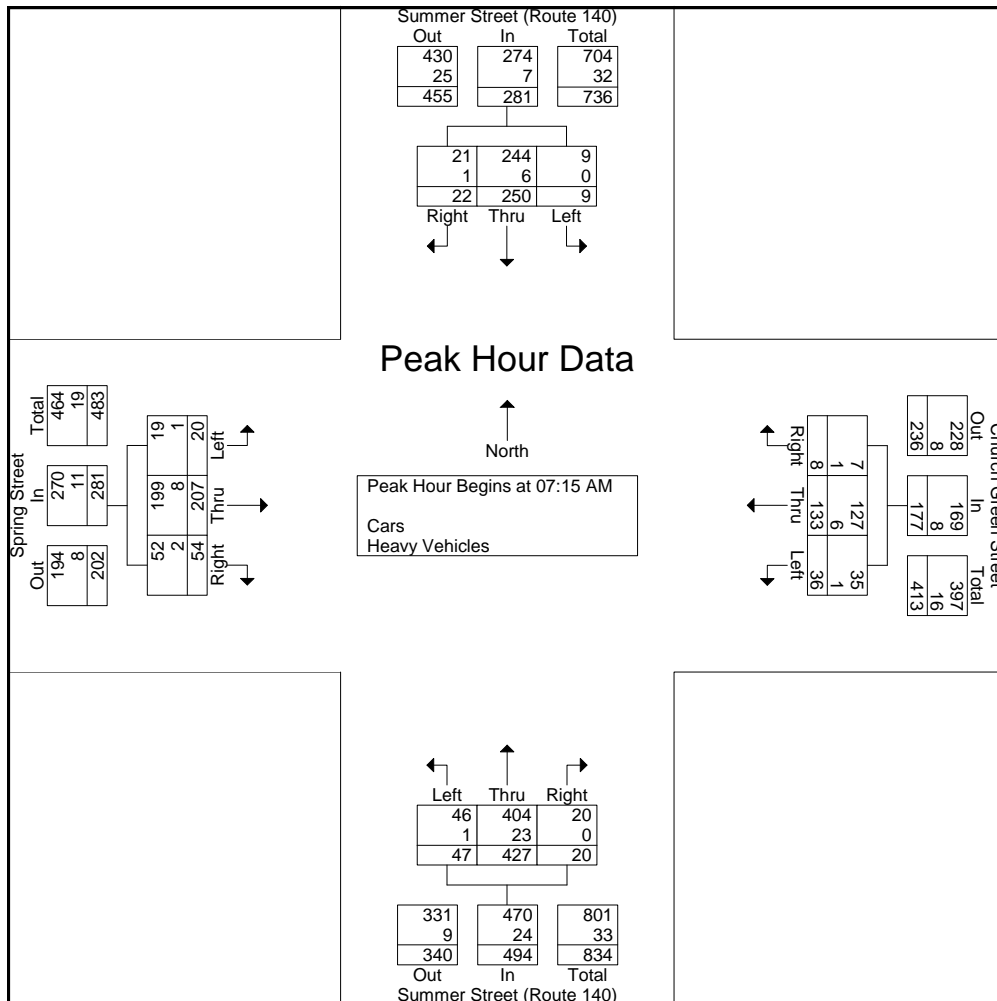 Summer Street (Route 140)
Out In Total
430 274 704
25 7 32
455 281 736
21 244 9
1 6 0
22 250 9
Right Thru Left
Peak Hour Data
North
Peak Hour Begins at 07:15 AM
Cars
Heavy Vehicles
Spring Street
Total In Out
464 270 194
19 11 8
483 281 202
19 199 52
1 8 2
20 207 54
Left Thru Right
Church Green Street
Out In Total
228 169 397
8 8 16
236 177 413
7 127 35
1 6 1
8 133 36
Right Thru Left
Left Thru Right
46 404 20
1 23 0
47 427 20
331 470 801
9 24 33
340 494 834
Out In Total
Summer Street (Route 140)